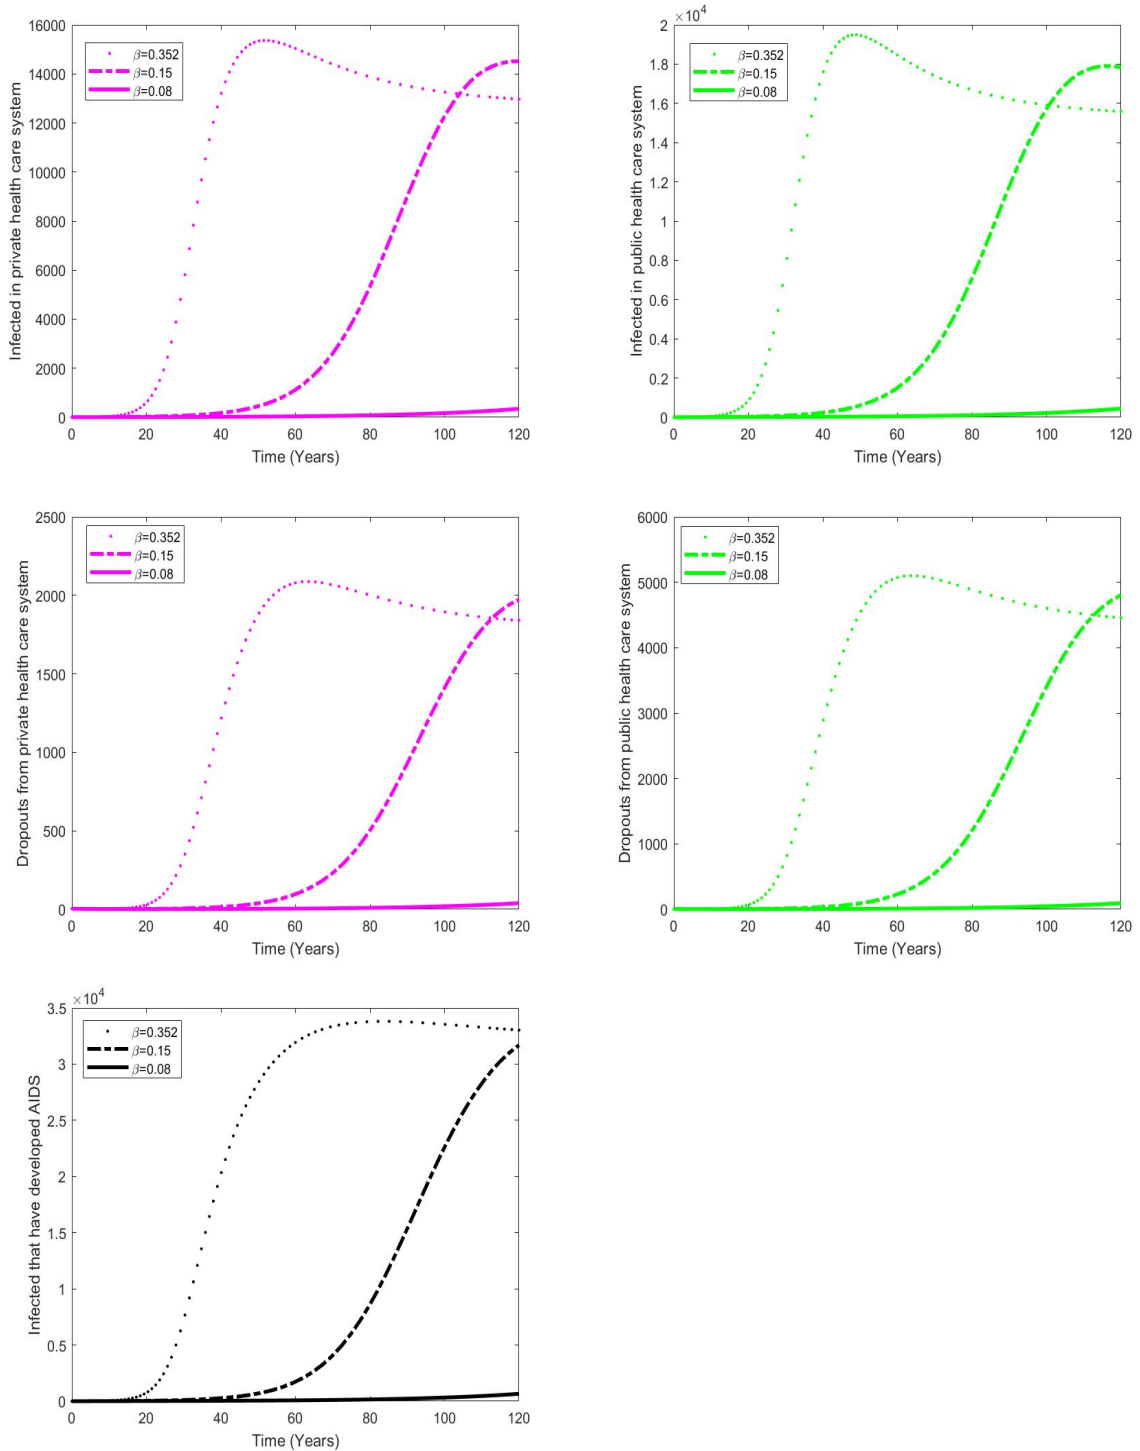 16000
14000
12000
10000
8000
6000
4000
2000
0
0 20 40 60 80 100 120
Time (Years)
Infected in private health care system
β=0.352
β=0.15
β=0.08
×10⁴
2
1.8
1.6
1.4
1.2
1
0.8
0.6
0.4
0.2
0
0 20 40 60 80 100 120
Time (Years)
Infected in public health care system
β=0.352
β=0.15
β=0.08
2500
2000
1500
1000
500
0
0 20 40 60 80 100 120
Time (Years)
Dropouts from private health care system
β=0.352
β=0.15
β=0.08
6000
5000
4000
3000
2000
1000
0
0 20 40 60 80 100 120
Time (Years)
Dropouts from public health care system
β=0.352
β=0.15
β=0.08
×10⁴
3.5
3
2.5
2
1.5
1
0.5
0
0 20 40 60 80 100 120
Time (Years)
Infected that have developed AIDS
β=0.352
β=0.15
β=0.08